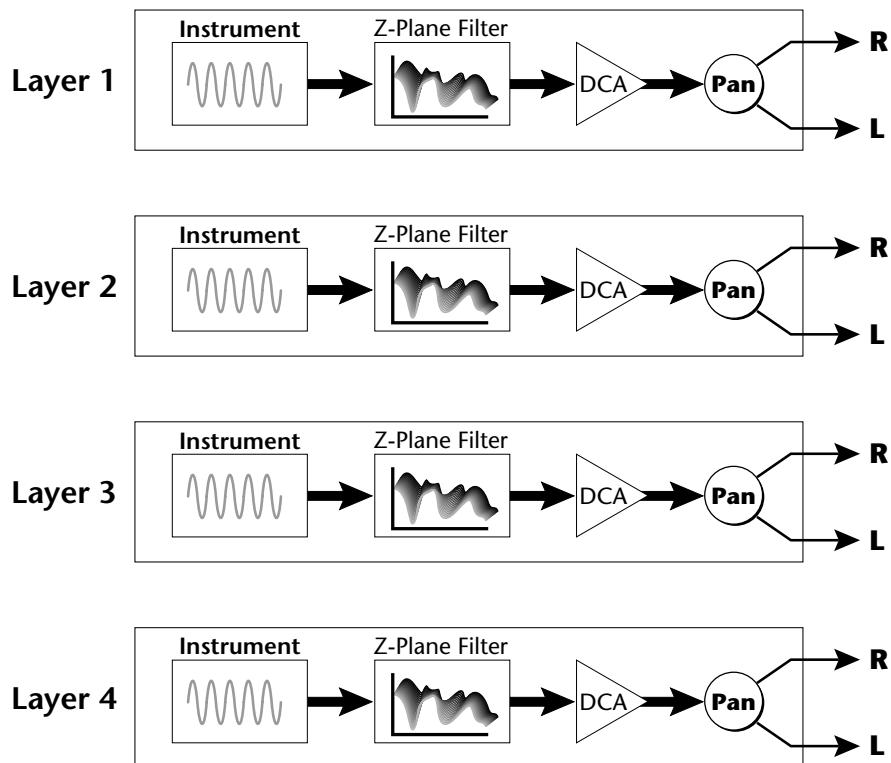 Instrument
Z-Plane Filter
Layer 1
DCA
Pan
R
L
Instrument
Z-Plane Filter
Layer 2
DCA
Pan
R
L
Instrument
Z-Plane Filter
Layer 3
DCA
Pan
R
L
Instrument
Z-Plane Filter
Layer 4
DCA
Pan
R
L